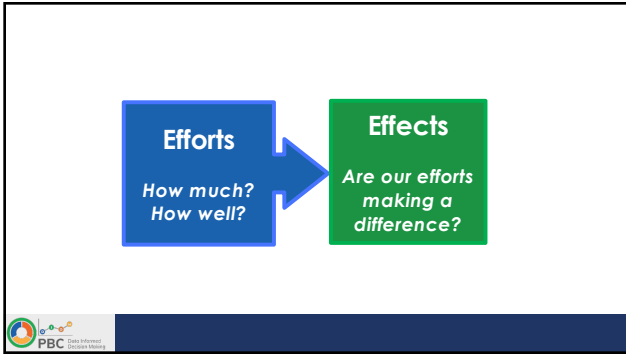 Efforts
How much?
How well?
Effects
Are our efforts
making a
difference?
PBC
Data Informed
Decision Making